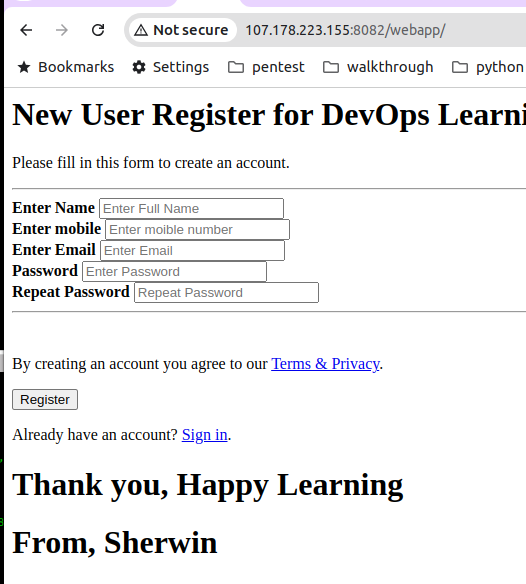 Not secure 107.178.223.155:8082/webapp/
Bookmarks Settings pentest walkthrough python
New User Register for DevOps Learni
Please fill in this form to create an account.
Enter Name Enter Full Name
Enter mobile Enter moible number
Enter Email Enter Email
Password Enter Password
Repeat Password Repeat Password
By creating an account you agree to our Terms & Privacy.
Register
Already have an account? Sign in.
Thank you, Happy Learning
From, Sherwin